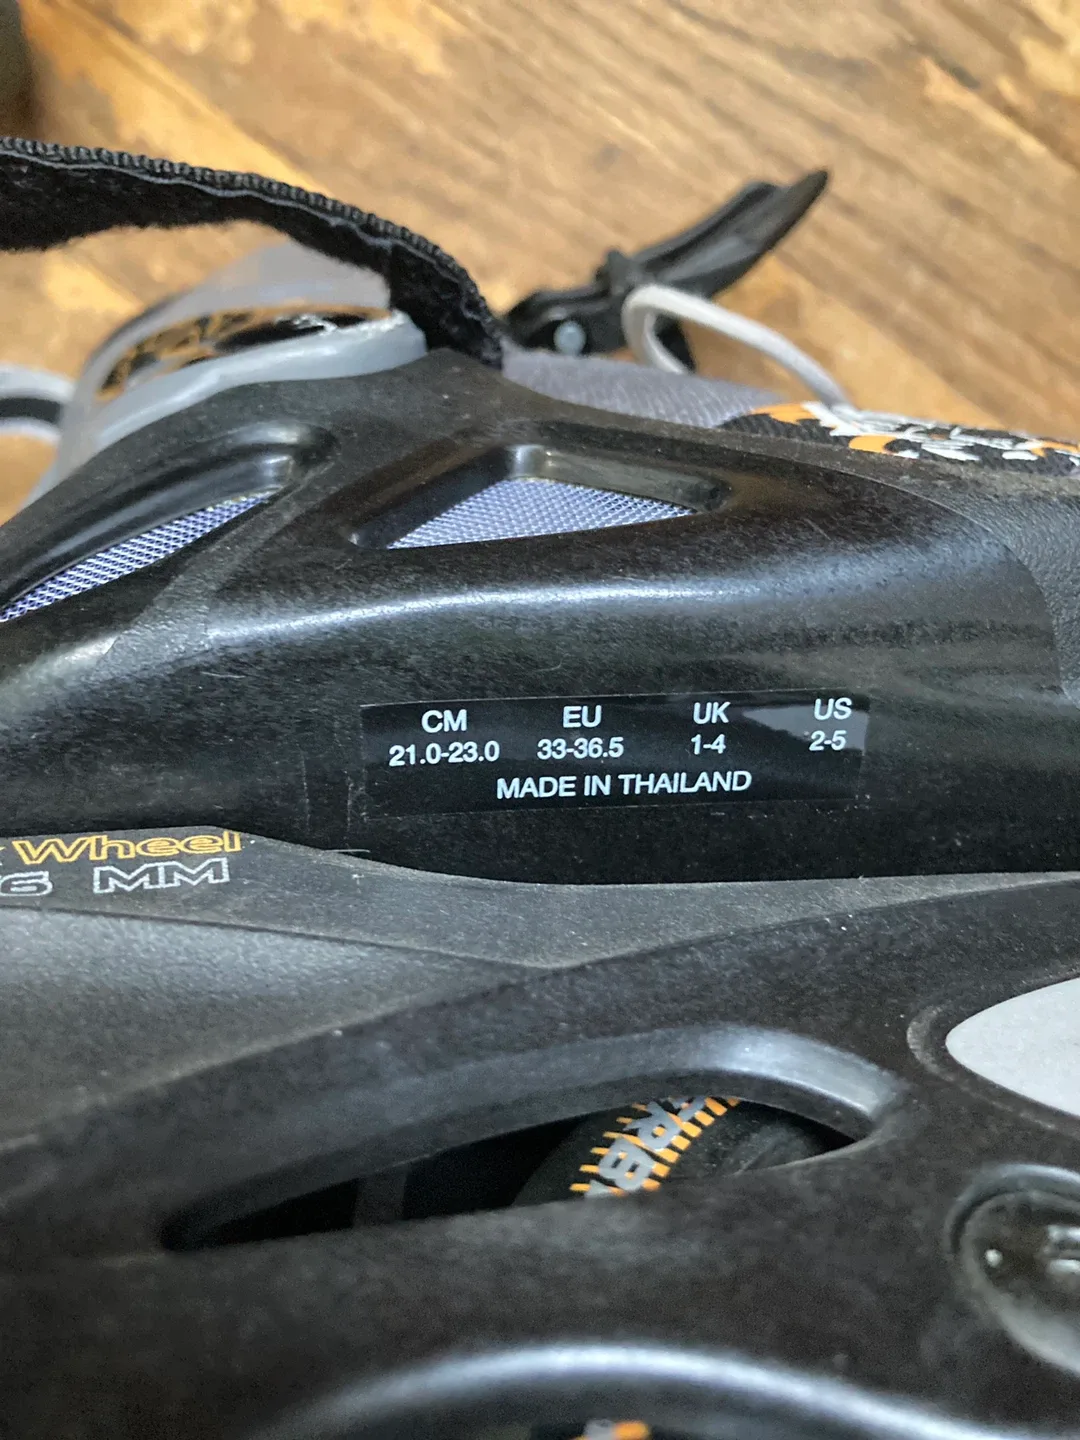 CM EU UK US
21.0-23.0 33-36.5 1-4 2-5
MADE IN THAILAND
Wheel
6 MM